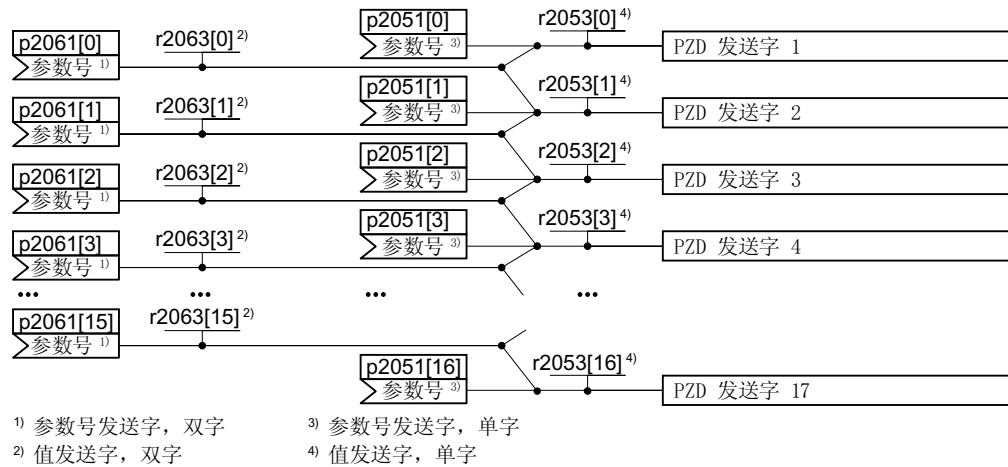 p2051[0] r2053[0] 4)
p2061[0] r2063[0] 2) 参数号 3) PZD 发送字 1
参数号 1)
p2051[1] r2053[1] 4)
p2061[1] r2063[1] 2) 参数号 3) PZD 发送字 2
参数号 1)
p2051[2] r2053[2] 4)
p2061[2] r2063[2] 2) 参数号 3) PZD 发送字 3
参数号 1)
p2051[3] r2053[3] 4)
p2061[3] r2063[3] 2) 参数号 3) PZD 发送字 4
参数号 1)
... ... ... ...
p2061[15] r2063[15] 2)
参数号 1)
p2051[16] r2053[16] 4)
参数号 3) PZD 发送字 17
1) 参数号发送字，双字 3) 参数号发送字，单字
2) 值发送字，双字 4) 值发送字，单字